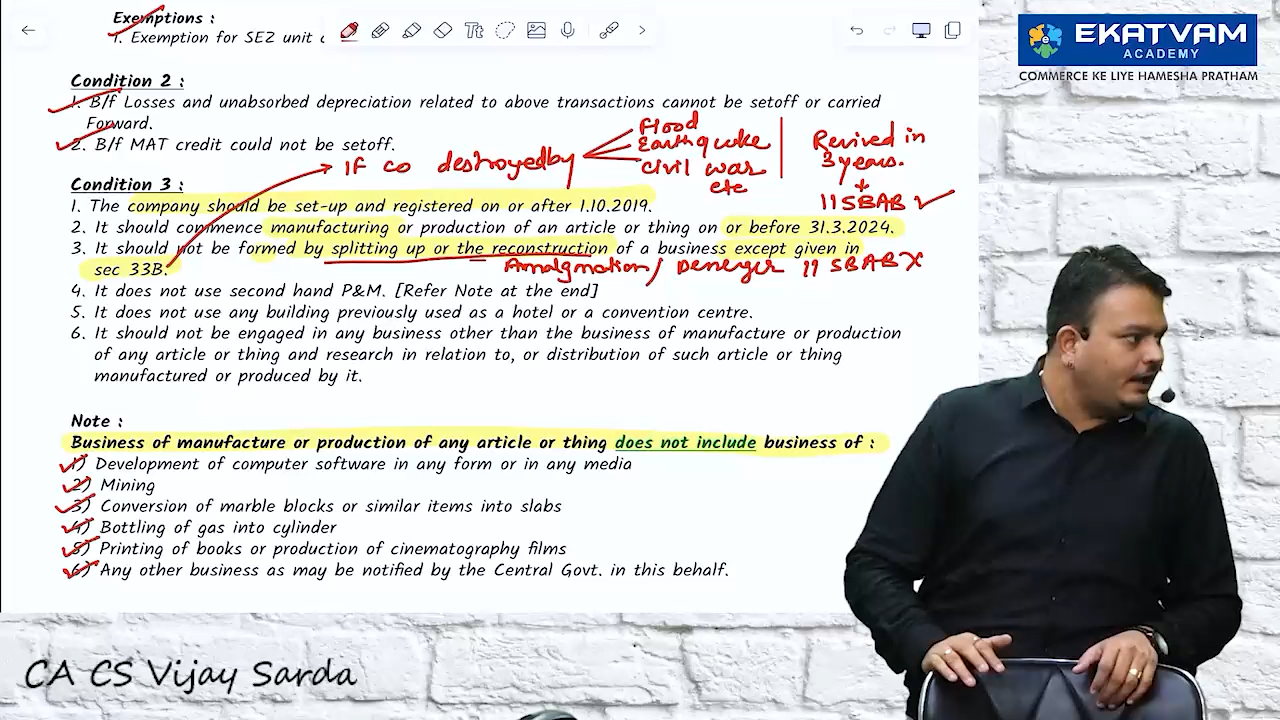 Exemptions :
1. Exemption for SEZ unit
Tt
EKATVAM
ACADEMY
COMMERCE KE LIYE HAMESHA PRATHAM
Condition 2 :
1. B/f Losses and unabsorbed depreciation related to above transactions cannot be setoff or carried
Forward.
2. B/f MAT credit could not be setoff.
If co destroyedby
Flood
Earthquke
Civil war
etc
Revived in
3 years.
+
115BAB ✓
Condition 3 :
1. The company should be set-up and registered on or after 1.10.2019.
2. It should commence manufacturing or production of an article or thing on or before 31.3.2024.
3. It should not be formed by splitting up or the reconstruction of a business except given in
sec 33B.
Amalgmation / Demerger 115BAB X
4. It does not use second hand P&M. [Refer Note at the end]
5. It does not use any building previously used as a hotel or a convention centre.
6. It should not be engaged in any business other than the business of manufacture or production
of any article or thing and research in relation to, or distribution of such article or thing
manufactured or produced by it.
Note :
Business of manufacture or production of any article or thing does not include business of :
1) Development of computer software in any form or in any media
2) Mining
3) Conversion of marble blocks or similar items into slabs
4) Bottling of gas into cylinder
5) Printing of books or production of cinematography films
6) Any other business as may be notified by the Central Govt. in this behalf.
CA CS Vijay Sarda